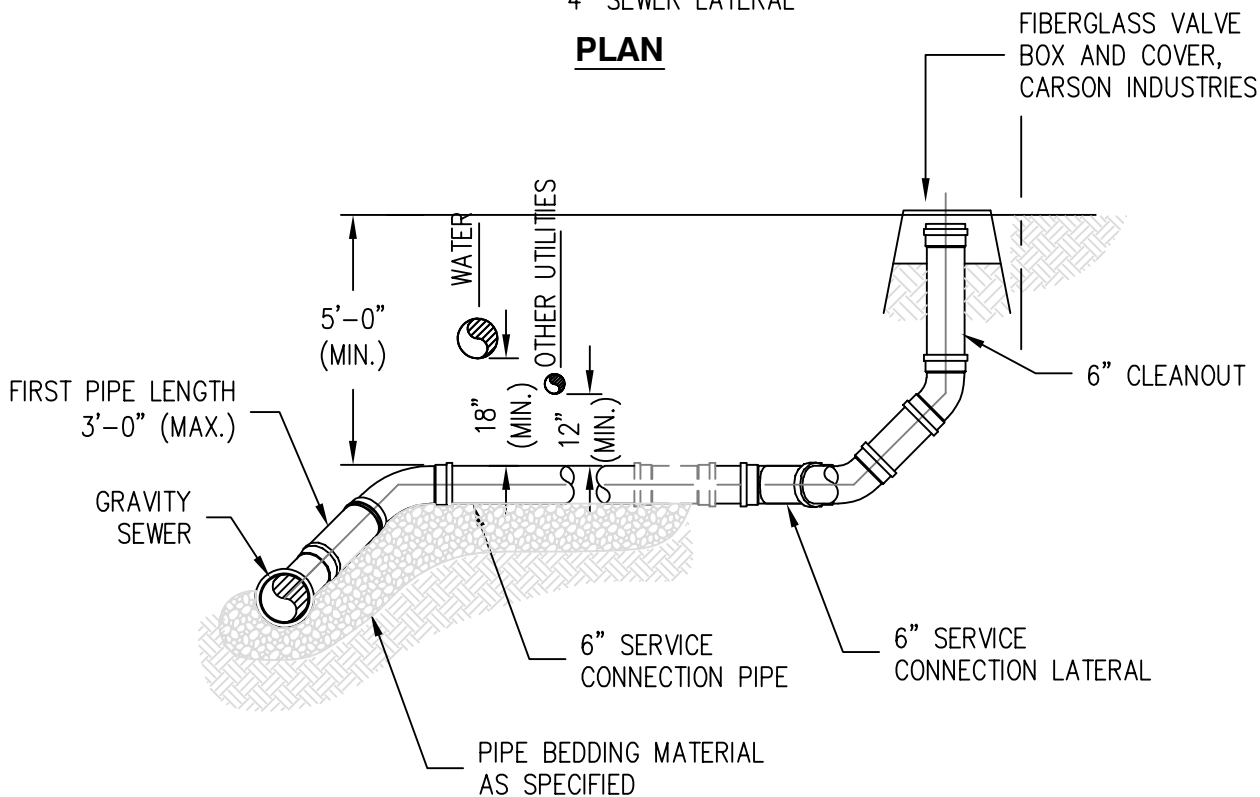 4" SEWER LATERAL
PLAN
FIBERGLASS VALVE
BOX AND COVER,
CARSON INDUSTRIES
WATER
OTHER UTILITIES
5'-0"
(MIN.)
18"
(MIN.)
12"
(MIN.)
6" CLEANOUT
FIRST PIPE LENGTH
3'-0" (MAX.)
GRAVITY
SEWER
6" SERVICE
CONNECTION PIPE
6" SERVICE
CONNECTION LATERAL
PIPE BEDDING MATERIAL
AS SPECIFIED